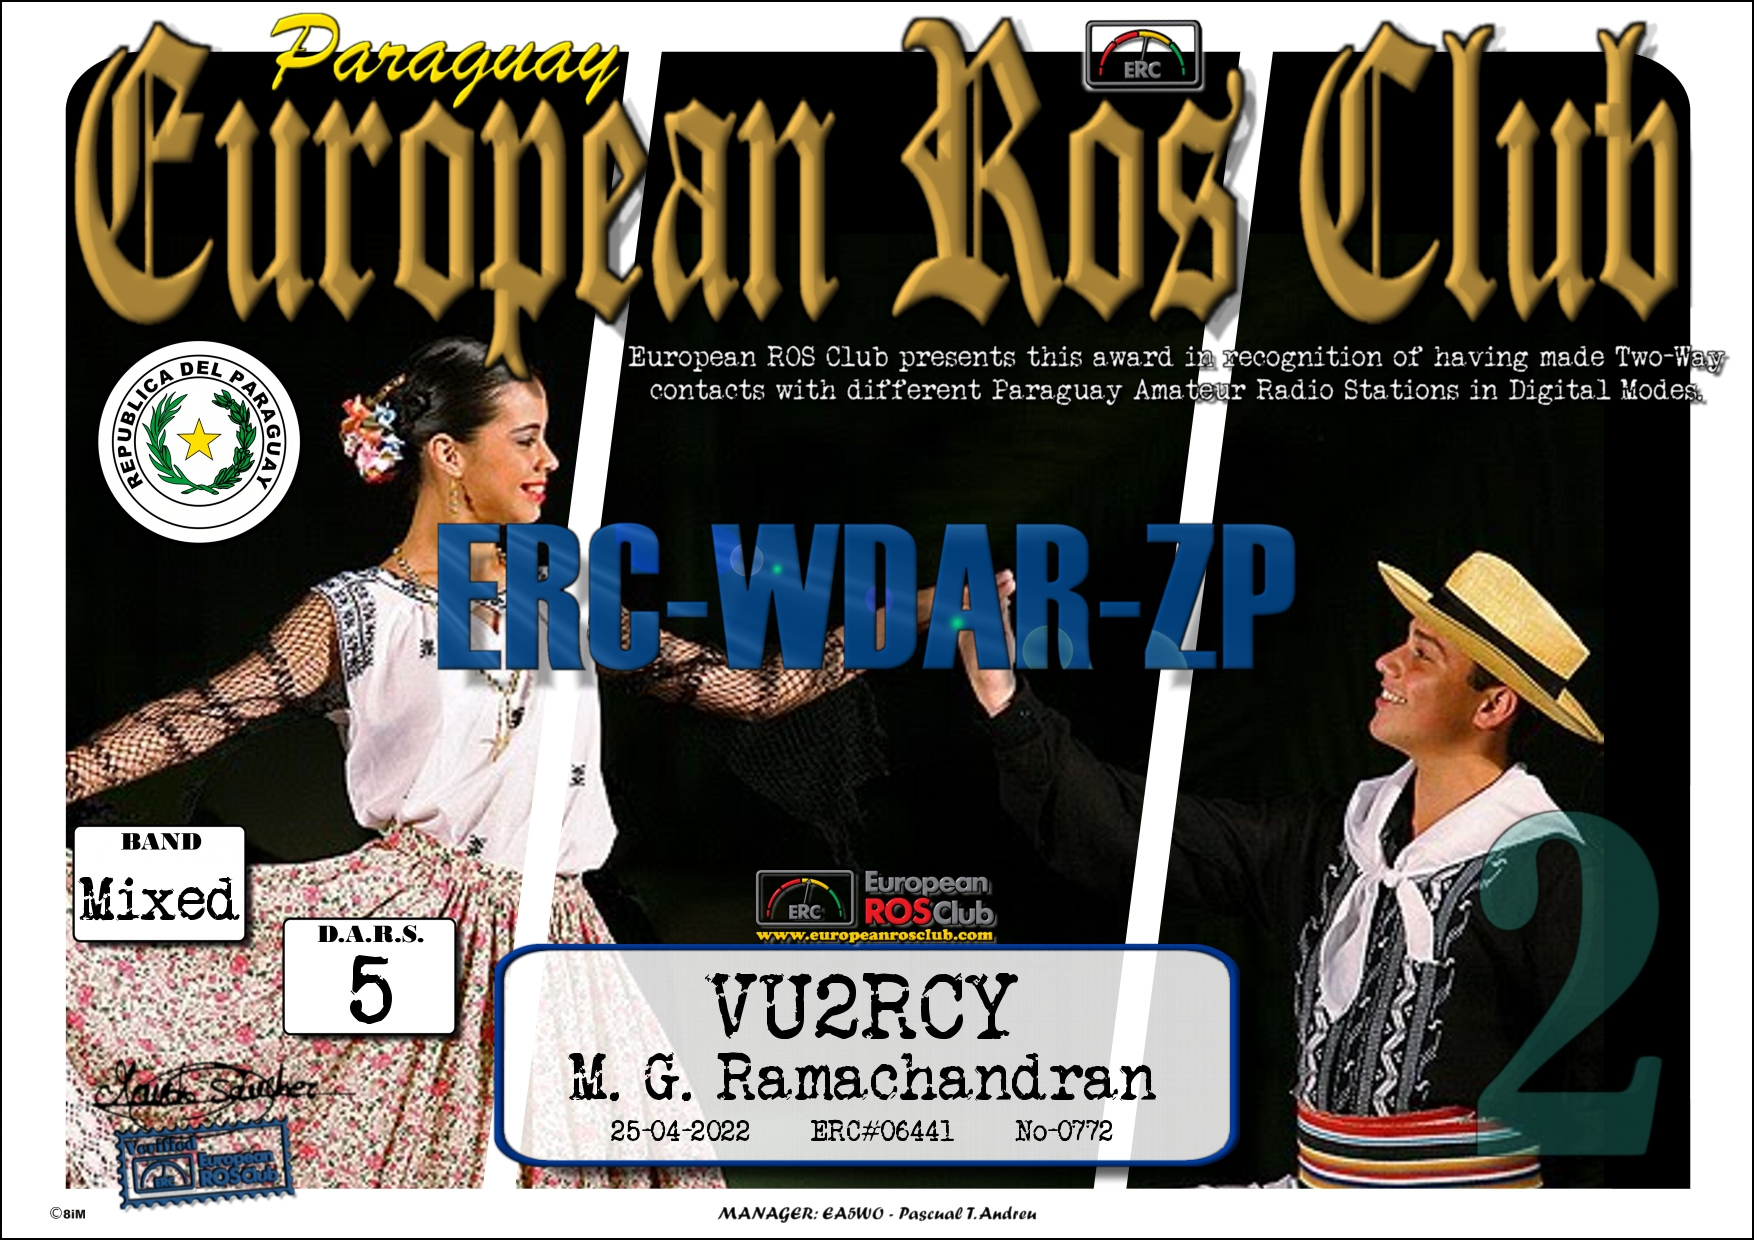 Paraguay
European Ros Club
ERC
European ROS Club presents this award in recognition of having made Two-Way
contacts with different Paraguay Amateur Radio Stations in Digital Modes.
REPUBLICA DEL PARAGUAY
ERC-WDAR-ZP
BAND
Mixed
D.A.R.S.
5
2
ERC
European
ROSClub
www.europeanrosclub.com
VU2RCY
M. G. Ramachandran
25-04-2022 ERC#06441 No-0772
Verified
ERC
European
ROSClub
©8iM
MANAGER: EA5WO - Pascual T. Andreu